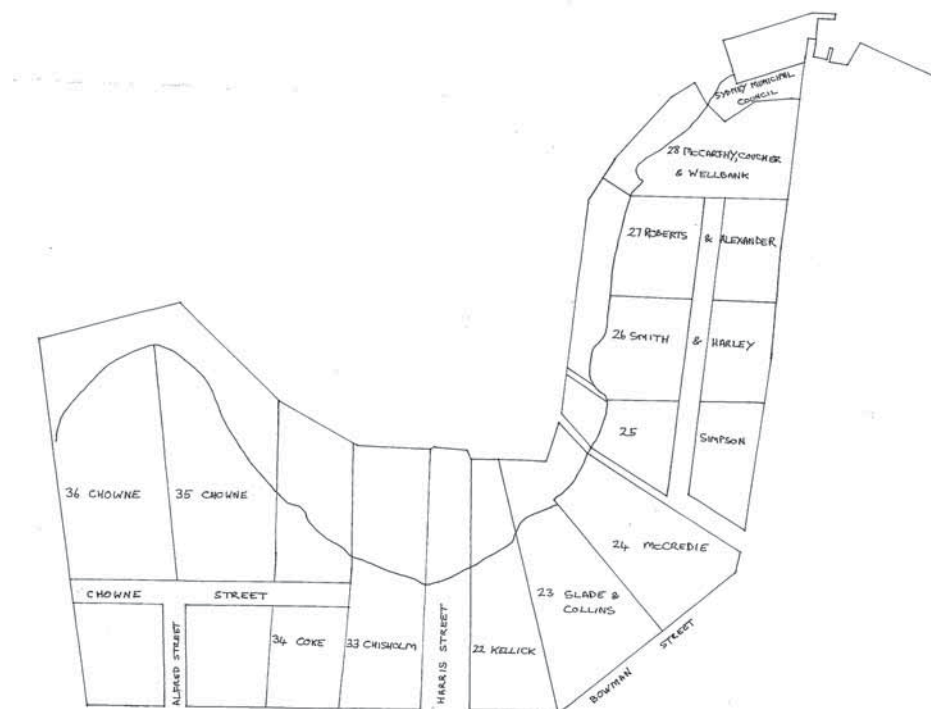 SYDNEY MUNICIPAL
COUNCIL
28 McCARTHY, COUCHER
& WELLBANK
27 ROBERTS & ALEXANDER
26 SMITH & HARLEY
25 SIMPSON
24 McCREDIE
23 SLADE &
COLLINS
BOWMAN STREET
36 CHOWNE
35 CHOWNE
CHOWNE STREET
ALFRED STREET
34 COKE
33 CHISHOLM
HARRIS STREET
22 KELLICK